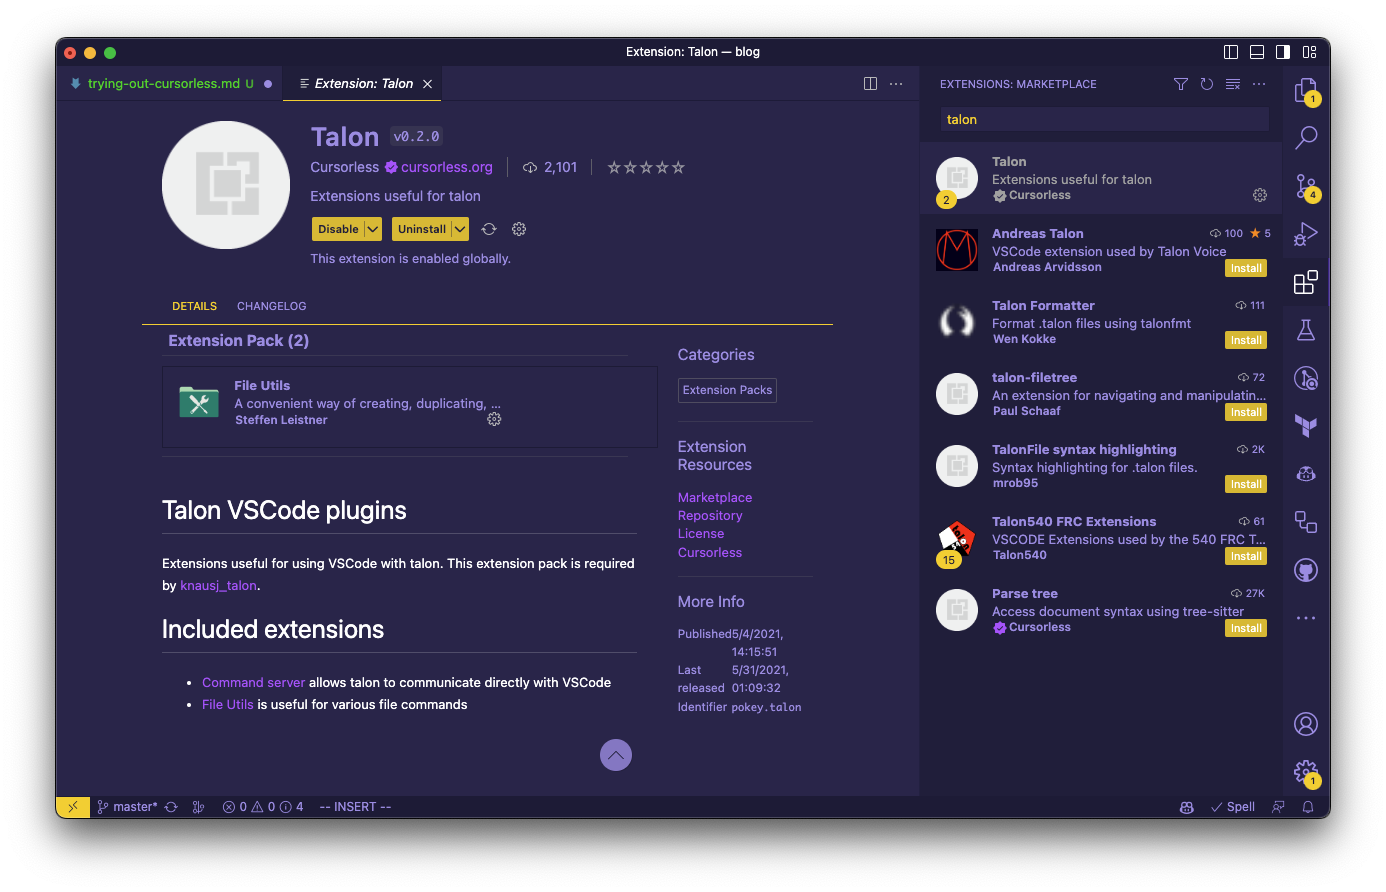 Extension: Talon — blog
trying-out-cursorless.md U
Extension: Talon
EXTENSIONS: MARKETPLACE
talon
Talon v0.2.0
Cursorless cursorless.org 2,101
Extensions useful for talon
Disable Uninstall
This extension is enabled globally.
DETAILS CHANGELOG
Extension Pack (2)
File Utils
A convenient way of creating, duplicating, ...
Steffen Leistner
Talon VSCode plugins
Extensions useful for using VSCode with talon. This extension pack is required
by knausj_talon.
Included extensions
• Command server allows talon to communicate directly with VSCode
• File Utils is useful for various file commands
Categories
Extension Packs
Extension
Resources
Marketplace
Repository
License
Cursorless
More Info
Published 5/4/2021,
14:15:51
Last 5/31/2021,
released 01:09:32
Identifier pokey.talon
Talon
Extensions useful for talon
2 Cursorless
Andreas Talon 100 5
VSCode extension used by Talon Voice
Andreas Arvidsson Install
Talon Formatter 111
Format .talon files using talonfmt
Wen Kokke Install
talon-filetree 72
An extension for navigating and manipulatin...
Paul Schaaf Install
TalonFile syntax highlighting 2K
Syntax highlighting for .talon files.
mrob95 Install
Talon540 FRC Extensions 61
VSCODE Extensions used by the 540 FRC T...
15 Talon540 Install
Parse tree 27K
Access document syntax using tree-sitter
Cursorless Install
1
4
1
master* 0 0 4 -- INSERT --
Spell